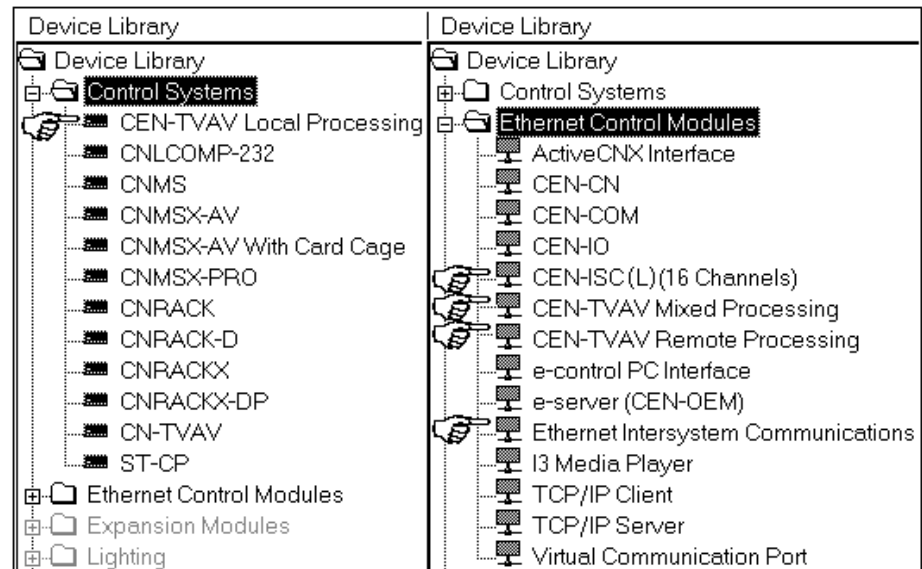 Device Library
Device Library
Control Systems
CEN-TVAV Local Processing
CNLCOMP-232
CNMS
CNMSX-AV
CNMSX-AV With Card Cage
CNMSX-PRO
CNRACK
CNRACK-D
CNRACKX
CNRACKX-DP
CN-TVAV
ST-CP
Ethernet Control Modules
Expansion Modules
Lighting
Device Library
Device Library
Control Systems
Ethernet Control Modules
ActiveCNX Interface
CEN-CN
CEN-COM
CEN-IO
CEN-ISC(L)(16 Channels)
CEN-TVAV Mixed Processing
CEN-TVAV Remote Processing
e-control PC Interface
e-server (CEN-OEM)
Ethernet Intersystem Communications
I3 Media Player
TCP/IP Client
TCP/IP Server
Virtual Communication Port